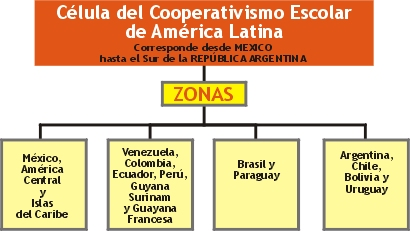 Célula del Cooperativismo Escolar
de América Latina
Corresponde desde MEXICO
hasta el Sur de la REPÚBLICA ARGENTINA
ZONAS
México,
América
Central
y
Islas
del Caribe
Venezuela,
Colombia,
Ecuador, Perú,
Guyana
Surinam
y Guayana
Francesa
Brasil y
Paraguay
Argentina,
Chile,
Bolivia y
Uruguay